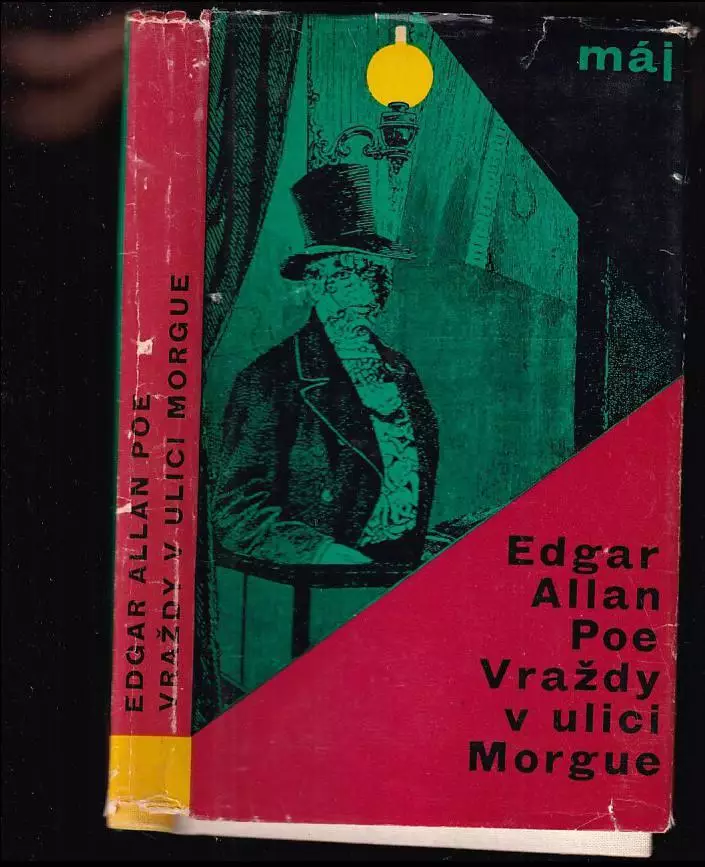 máj
EDGAR ALLAN POE
VRAŽDY V ULICI MORGUE
Edgar
Allan
Poe
Vraždy
v ulici
Morgue